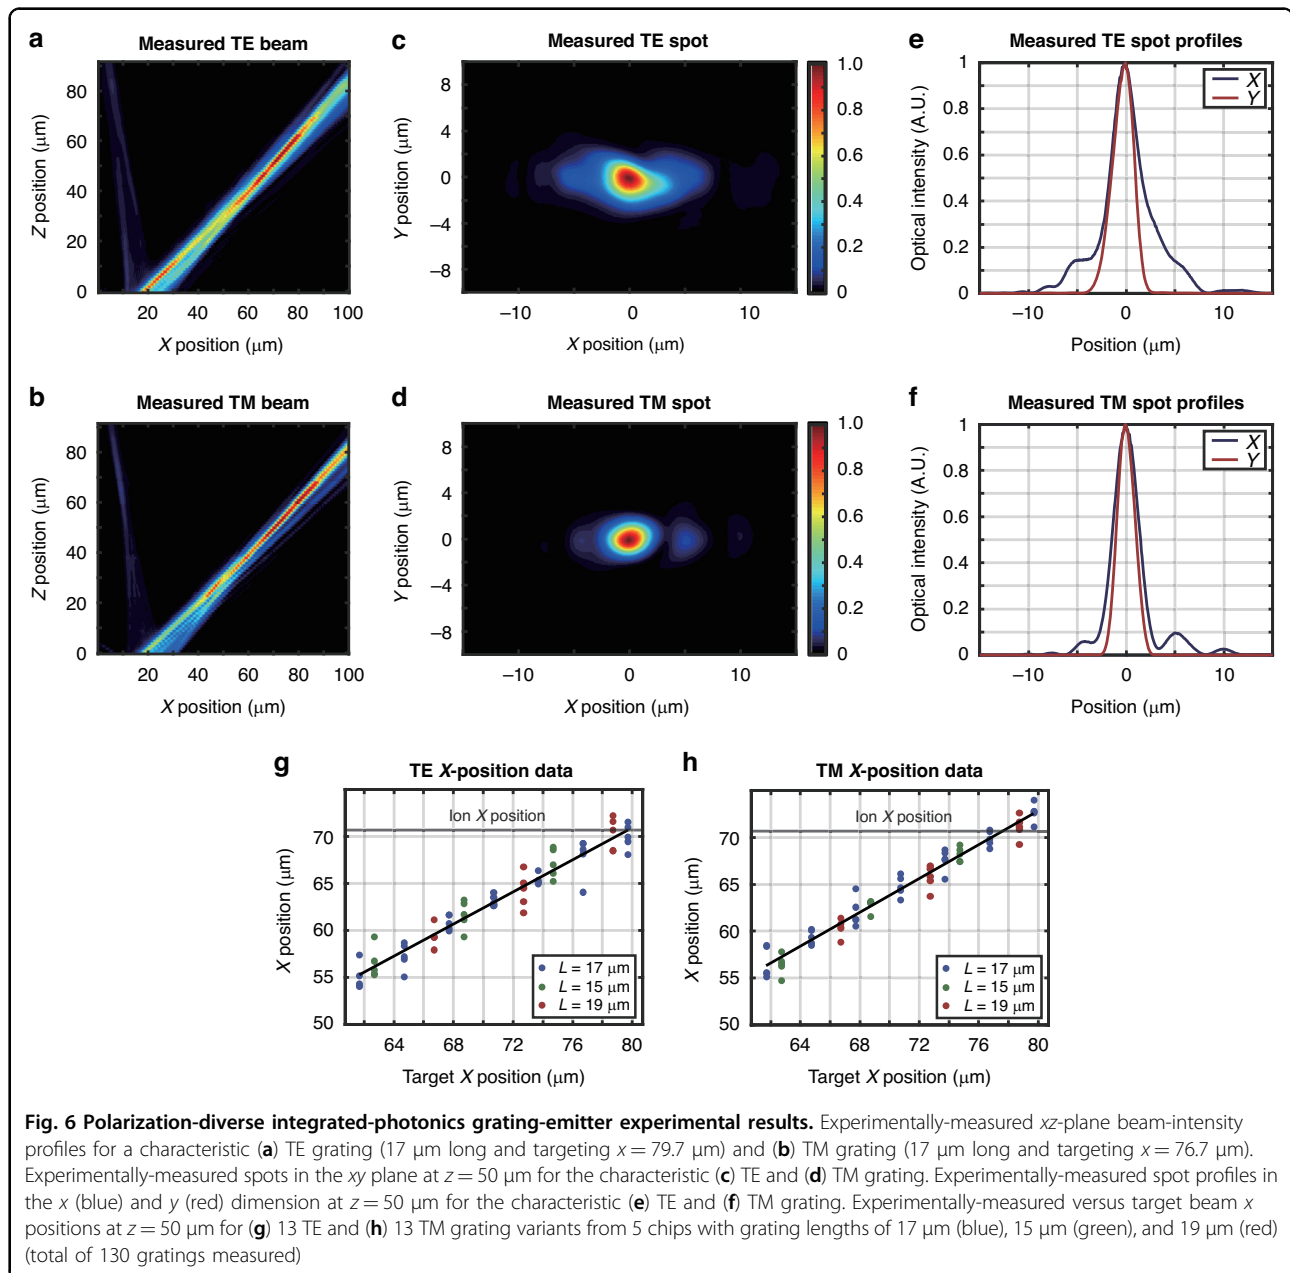 a
Measured TE beam
Z position (μm)
80
60
40
20
0
20 40 60 80 100
X position (μm)
c
Measured TE spot
Y position (μm)
8
4
0
−4
−8
−10 0 10
X position (μm)
1.0
0.8
0.6
0.4
0.2
0
e
Measured TE spot profiles
Optical intensity (A.U.)
1
0.8
0.6
0.4
0.2
0
X
Y
−10 0 10
Position (μm)
b
Measured TM beam
Z position (μm)
80
60
40
20
0
20 40 60 80 100
X position (μm)
d
Measured TM spot
Y position (μm)
8
4
0
−4
−8
−10 0 10
X position (μm)
1.0
0.8
0.6
0.4
0.2
0
f
Measured TM spot profiles
Optical intensity (A.U.)
1
0.8
0.6
0.4
0.2
0
X
Y
−10 0 10
Position (μm)
g
TE X-position data
X position (μm)
70
65
60
55
50
Ion X position
L = 17 μm
L = 15 μm
L = 19 μm
64 68 72 76 80
Target X position (μm)
h
TM X-position data
X position (μm)
70
65
60
55
50
Ion X position
L = 17 μm
L = 15 μm
L = 19 μm
64 68 72 76 80
Target X position (μm)
Fig. 6 Polarization-diverse integrated-photonics grating-emitter experimental results. Experimentally-measured xz-plane beam-intensity
profiles for a characteristic (a) TE grating (17 μm long and targeting x = 79.7 μm) and (b) TM grating (17 μm long and targeting x = 76.7 μm).
Experimentally-measured spots in the xy plane at z = 50 μm for the characteristic (c) TE and (d) TM grating. Experimentally-measured spot profiles in
the x (blue) and y (red) dimension at z = 50 μm for the characteristic (e) TE and (f) TM grating. Experimentally-measured versus target beam x
positions at z = 50 μm for (g) 13 TE and (h) 13 TM grating variants from 5 chips with grating lengths of 17 μm (blue), 15 μm (green), and 19 μm (red)
(total of 130 gratings measured)